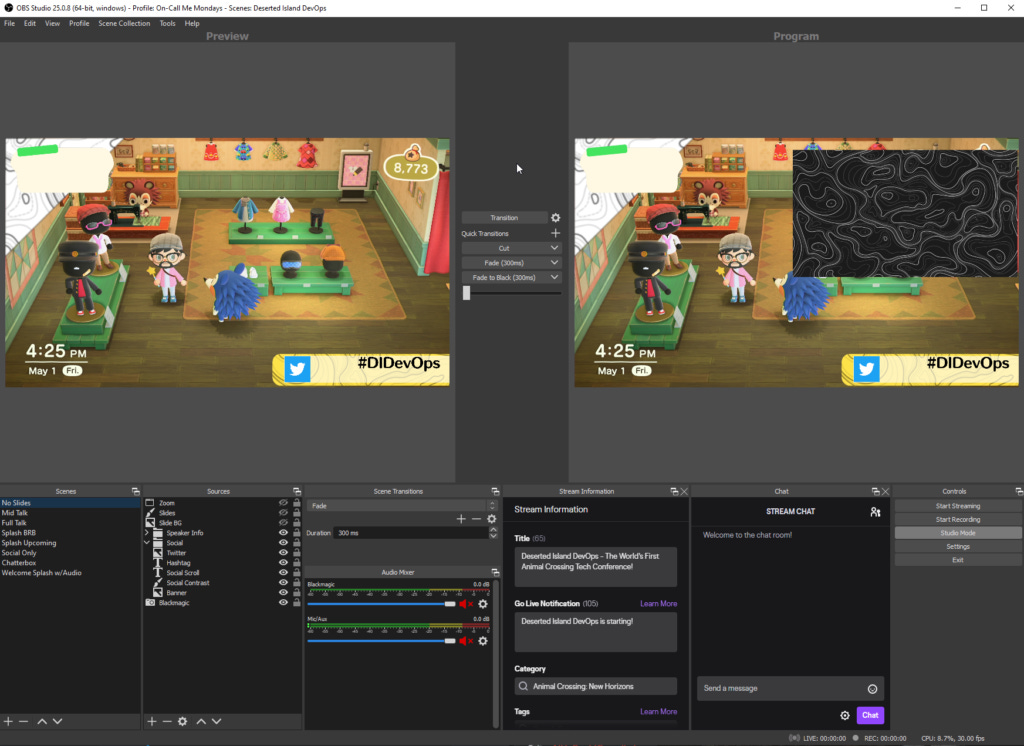 OBS Studio 25.0.8 (64-bit, windows) - Profile: On-Call Me Mondays - Scenes: Deserted Island DevOps
File Edit View Profile Scene Collection Tools Help
Preview
Program
8,773
4:25 PM
May 1 Fri.
#DIDevOps
Transition
Quick Transitions
Cut
Fade (300ms)
Fade to Black (300ms)
4:25 PM
May 1 Fri.
#DIDevOps
Scenes
No Slides
Mid Talk
Full Talk
Splash BRB
Splash Upcoming
Social Only
Chatterbox
Welcome Splash w/Audio
Sources
Zoom
Slides
Slide BG
Speaker Info
Social
Twitter
Hashtag
Social Scroll
Social Contrast
Banner
Blackmagic
Scene Transitions
Fade
Duration 300 ms
Audio Mixer
Blackmagic 0.0 dB
Mic/Aux 0.0 dB
Stream Information
Stream Information
Title (65)
Deserted Island DevOps - The World's First
Animal Crossing Tech Conference!
Go Live Notification (105) Learn More
Deserted Island DevOps is starting!
Category
Animal Crossing: New Horizons
Tags Learn More
Chat
STREAM CHAT
Welcome to the chat room!
Send a message
Chat
Controls
Start Streaming
Start Recording
Studio Mode
Settings
Exit
LIVE: 00:00:00 REC: 00:00:00 CPU: 8.7%, 30.00 fps